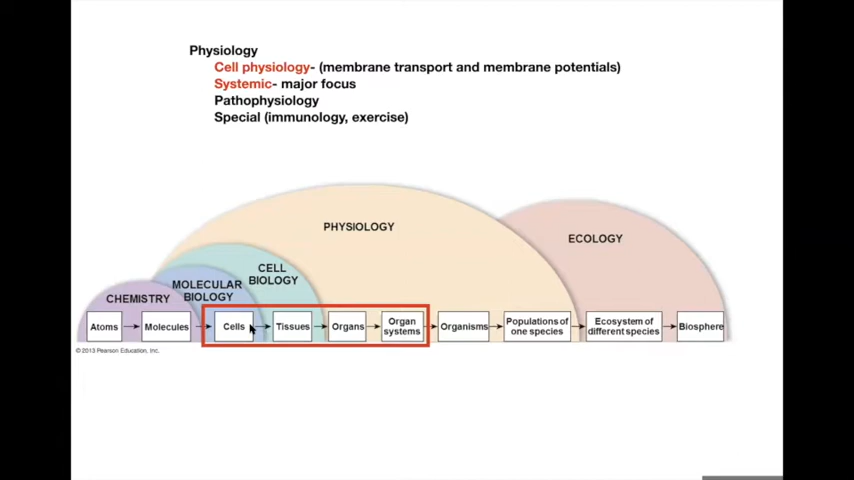 Physiology
Cell physiology- (membrane transport and membrane potentials)
Systemic- major focus
Pathophysiology
Special (immunology, exercise)
PHYSIOLOGY
ECOLOGY
CELL
BIOLOGY
MOLECULAR
BIOLOGY
CHEMISTRY
Atoms
Molecules
Cells
Tissues
Organs
Organ
systems
Organisms
Populations of
one species
Ecosystem of
different species
Biosphere
© 2013 Pearson Education, Inc.